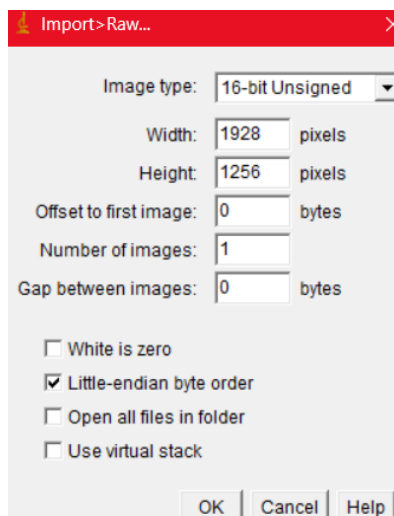 Import>Raw...
Image type: 16-bit Unsigned
Width: 1928 pixels
Height: 1256 pixels
Offset to first image: 0 bytes
Number of images: 1
Gap between images: 0 bytes
White is zero
Little-endian byte order
Open all files in folder
Use virtual stack
OK Cancel Help